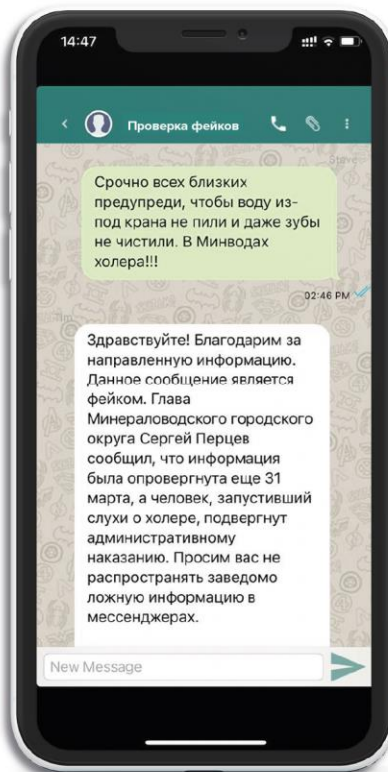 14:47
Проверка фейков
Steve
Срочно всех близких
предупреди, чтобы воду из-
под крана не пили и даже зубы
не чистили. В Минводах
холера!!!
02:46 PM
Tim
Здравствуйте! Благодарим за
направленную информацию.
Данное сообщение является
фейком. Глава
Минераловодского городского
округа Сергей Перцев
сообщил, что информация
была опровергнута еще 31
марта, а человек, запустивший
слухи о холере, подвергнут
административному
наказанию. Просим вас не
распространять заведомо
ложную информацию в
мессенджерах.
New Message